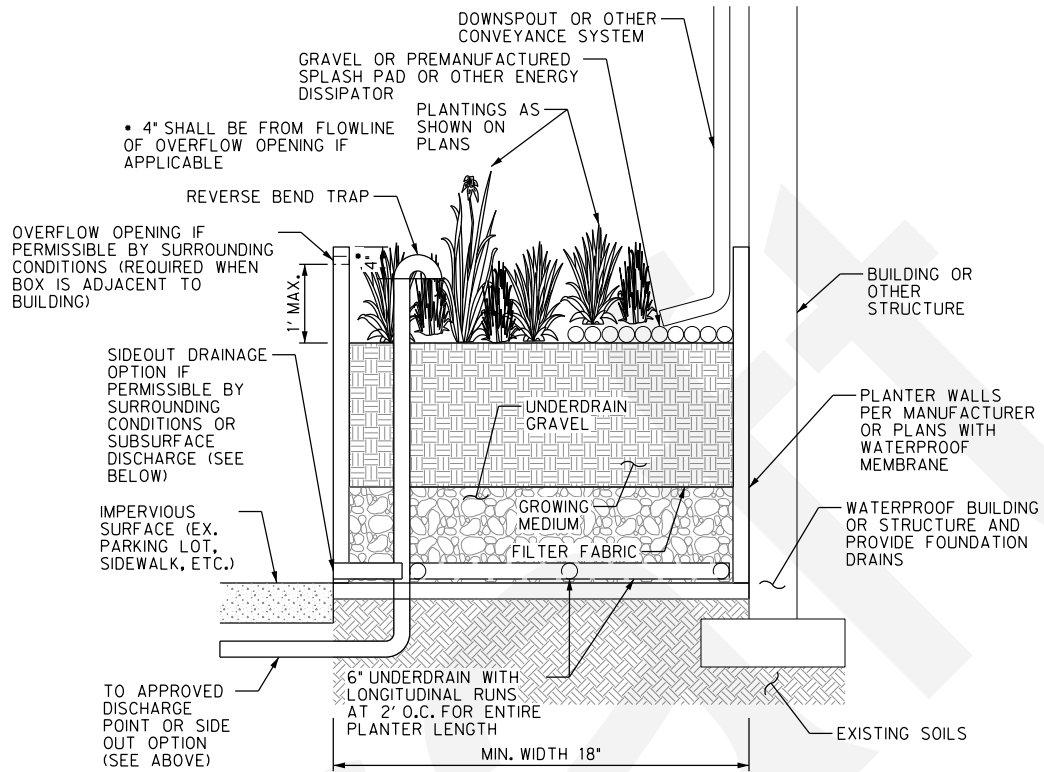 DOWNSPOUT OR OTHER
CONVEYANCE SYSTEM
GRAVEL OR PREMANUFACTURED
SPLASH PAD OR OTHER ENERGY
DISSIPATOR
PLANTINGS AS
SHOWN ON
PLANS
* 4" SHALL BE FROM FLOWLINE
OF OVERFLOW OPENING IF
APPLICABLE
REVERSE BEND TRAP
OVERFLOW OPENING IF
PERMISSIBLE BY SURROUNDING
CONDITIONS (REQUIRED WHEN
BOX IS ADJACENT TO
BUILDING)
* 4"
1' MAX.
BUILDING OR
OTHER
STRUCTURE
SIDEOUT DRAINAGE
OPTION IF
PERMISSIBLE BY
SURROUNDING
CONDITIONS OR
SUBSURFACE
DISCHARGE (SEE
BELOW)
UNDERDRAIN
GRAVEL
PLANTER WALLS
PER MANUFACTURER
OR PLANS WITH
WATERPROOF
MEMBRANE
GROWING
MEDIUM
FILTER FABRIC
IMPERVIOUS
SURFACE (EX.
PARKING LOT,
SIDEWALK, ETC.)
WATERPROOF BUILDING
OR STRUCTURE AND
PROVIDE FOUNDATION
DRAINS
6" UNDERDRAIN WITH
LONGITUDINAL RUNS
AT 2' O.C. FOR ENTIRE
PLANTER LENGTH
TO APPROVED
DISCHARGE
POINT OR SIDE
OUT OPTION
(SEE ABOVE)
EXISTING SOILS
MIN. WIDTH 18"